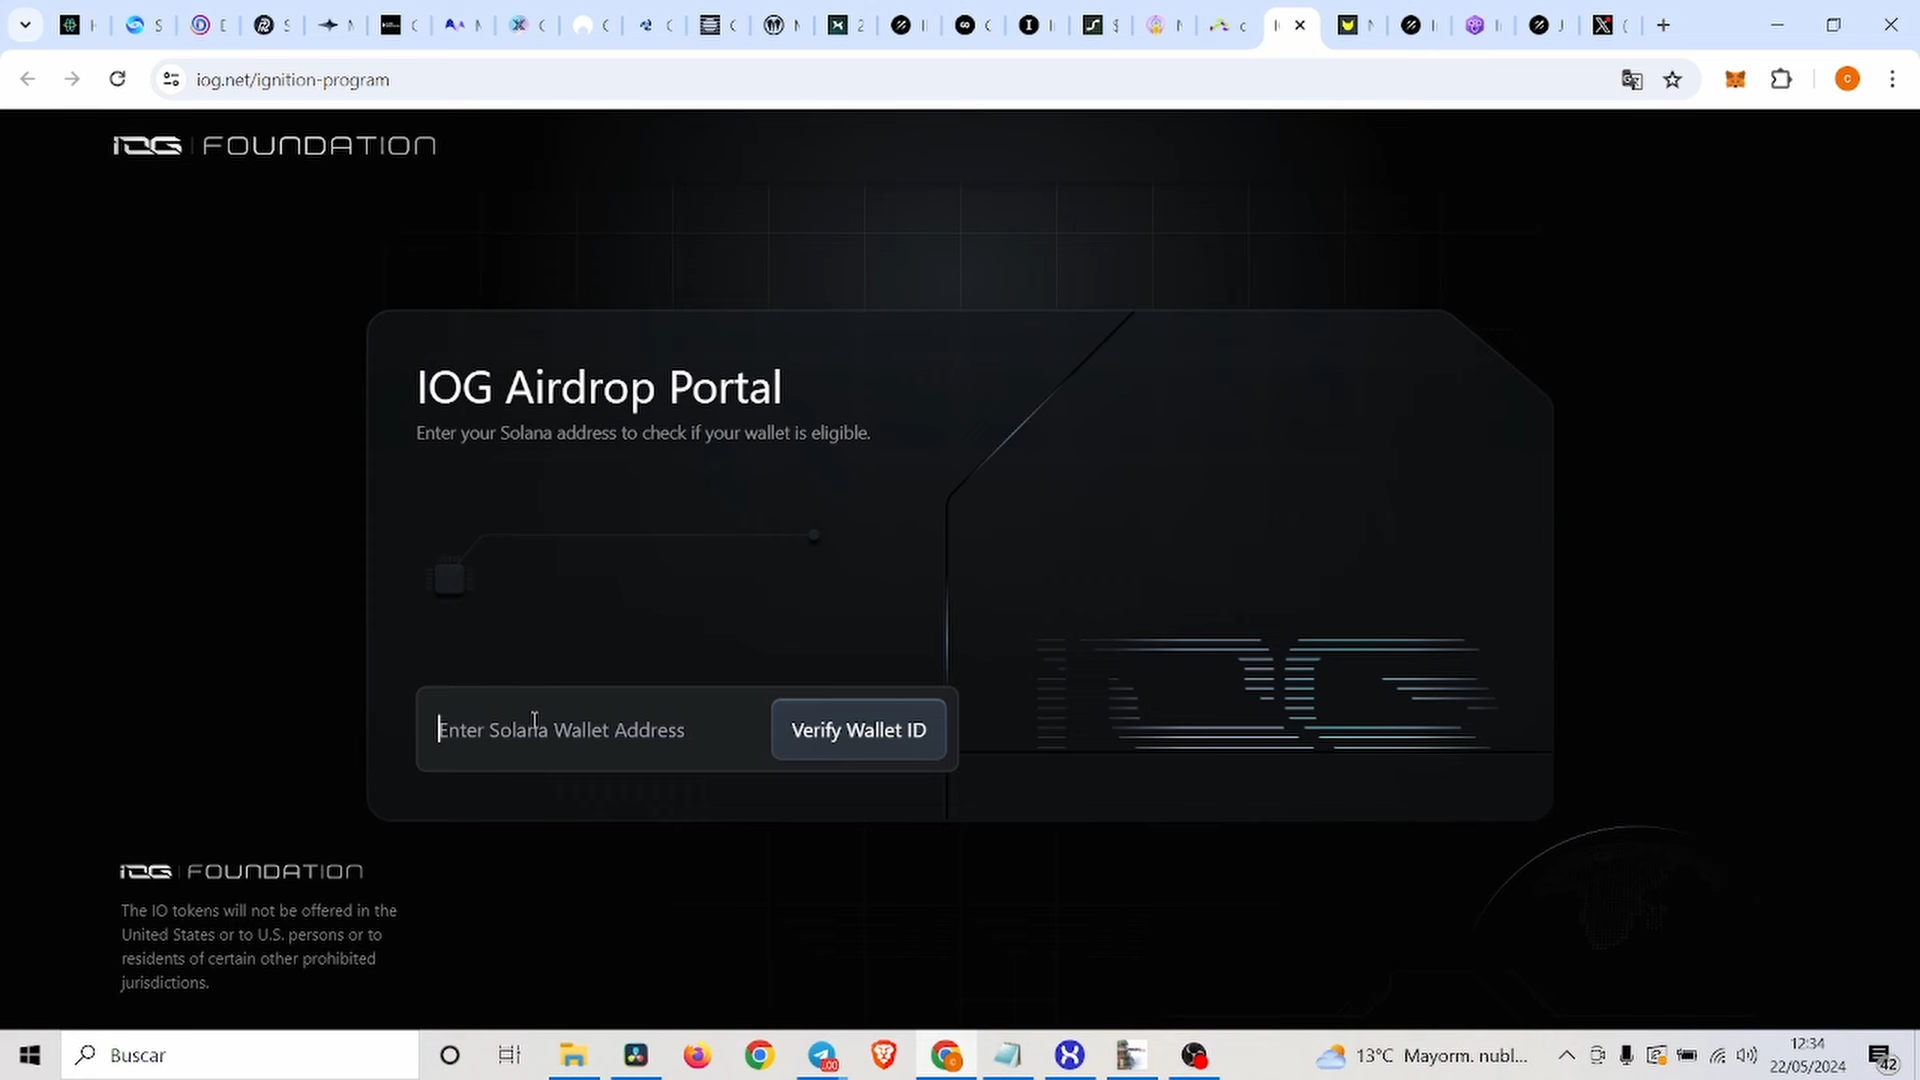 iog.net/ignition-program
IOG FOUNDATION
IOG Airdrop Portal
Enter your Solana address to check if your wallet is eligible.
Enter Solana Wallet Address
Verify Wallet ID
IOG
IOG FOUNDATION
The IO tokens will not be offered in the
United States or to U.S. persons or to
residents of certain other prohibited
jurisdictions.
Buscar
100
13°C Mayorm. nubl...
12:34
22/05/2024
42